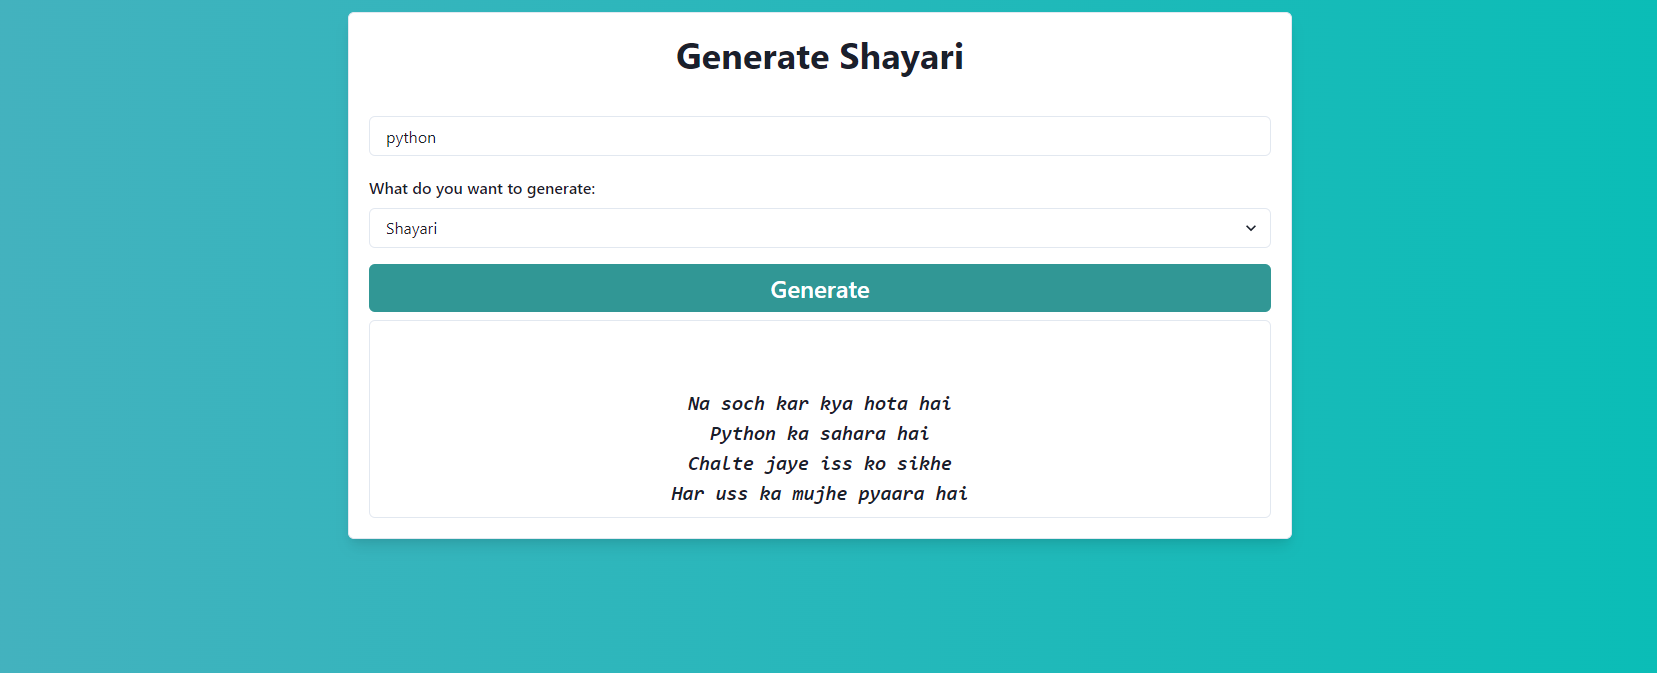 Generate Shayari
python
What do you want to generate:
Shayari
Generate
Na soch kar kya hota hai
Python ka sahara hai
Chalte jaye iss ko sikhe
Har uss ka mujhe pyaara hai